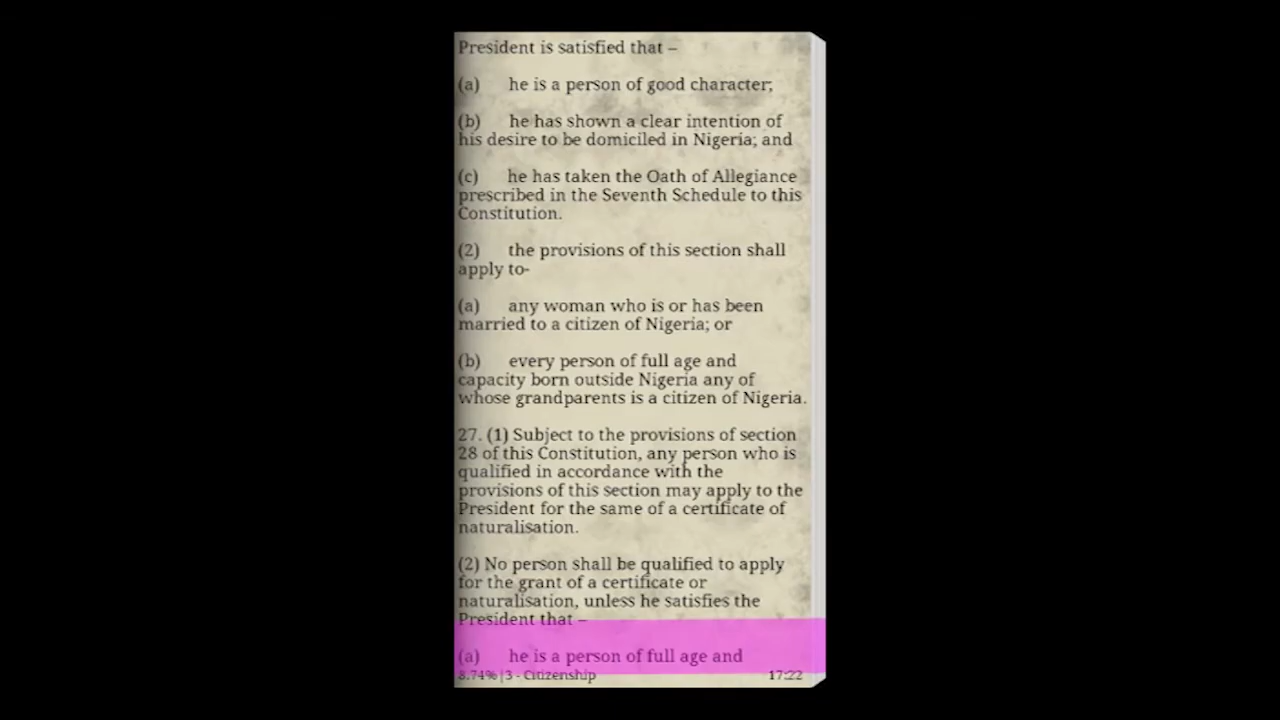 President is satisfied that –
(a) he is a person of good character;
(b) he has shown a clear intention of
his desire to be domiciled in Nigeria; and
(c) he has taken the Oath of Allegiance
prescribed in the Seventh Schedule to this
Constitution.
(2) the provisions of this section shall
apply to-
(a) any woman who is or has been
married to a citizen of Nigeria; or
(b) every person of full age and
capacity born outside Nigeria any of
whose grandparents is a citizen of Nigeria.
27. (1) Subject to the provisions of section
28 of this Constitution, any person who is
qualified in accordance with the
provisions of this section may apply to the
President for the same of a certificate of
naturalisation.
(2) No person shall be qualified to apply
for the grant of a certificate or
naturalisation, unless he satisfies the
President that –
(a) he is a person of full age and
8.74% | 3 - Citizenship 17:22